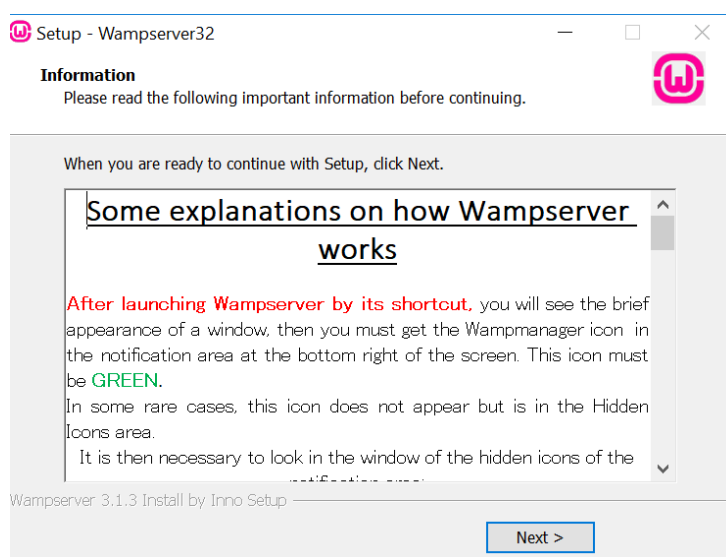 Setup - Wampserver32
Information
Please read the following important information before continuing.
When you are ready to continue with Setup, click Next.
Some explanations on how Wampserver
works
After launching Wampserver by its shortcut, you will see the brief
appearance of a window, then you must get the Wampmanager icon in
the notification area at the bottom right of the screen. This icon must
be GREEN.
In some rare cases, this icon does not appear but is in the Hidden
Icons area.
It is then necessary to look in the window of the hidden icons of the
notification area:
Wampserver 3.1.3 Install by Inno Setup
Next >